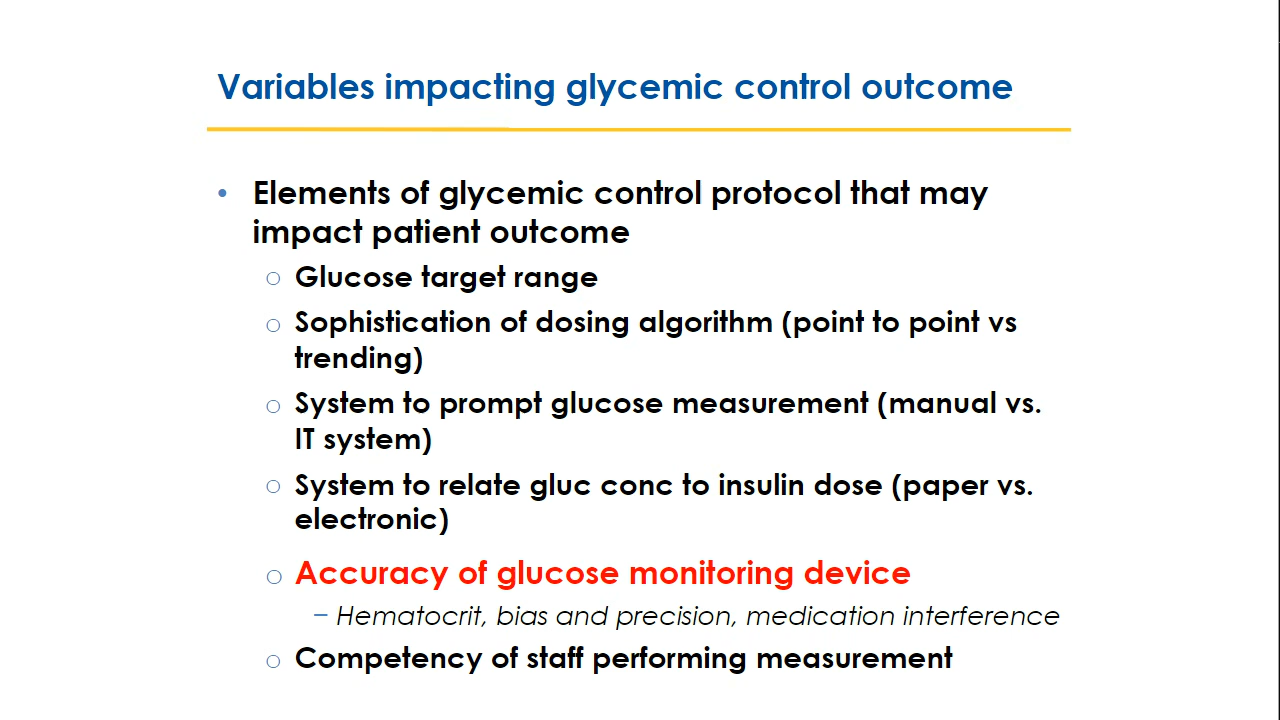 Variables impacting glycemic control outcome
• Elements of glycemic control protocol that may
impact patient outcome
○ Glucose target range
○ Sophistication of dosing algorithm (point to point vs
trending)
○ System to prompt glucose measurement (manual vs.
IT system)
○ System to relate gluc conc to insulin dose (paper vs.
electronic)
○ Accuracy of glucose monitoring device
− Hematocrit, bias and precision, medication interference
○ Competency of staff performing measurement